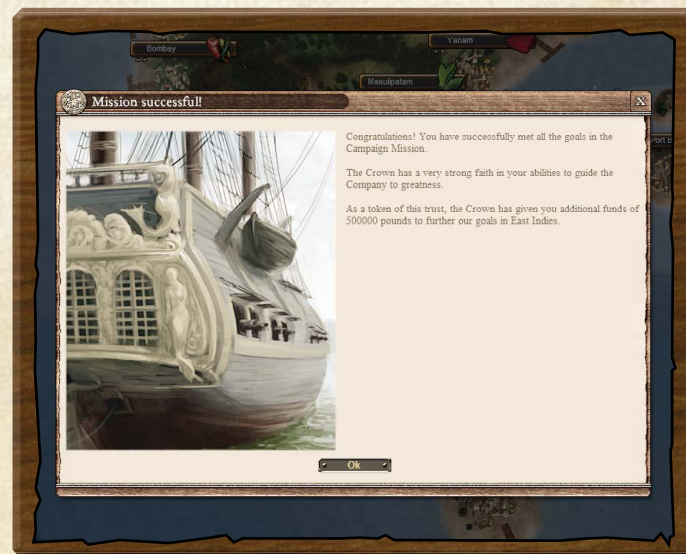 Bombay
Yanam
Masulipatam
Mission successful!
X
Congratulations! You have successfully met all the goals in the
Campaign Mission.
The Crown has a very strong faith in your abilities to guide the
Company to greatness.
As a token of this trust, the Crown has given you additional funds of
500000 pounds to further our goals in East Indies.
Port
Ok